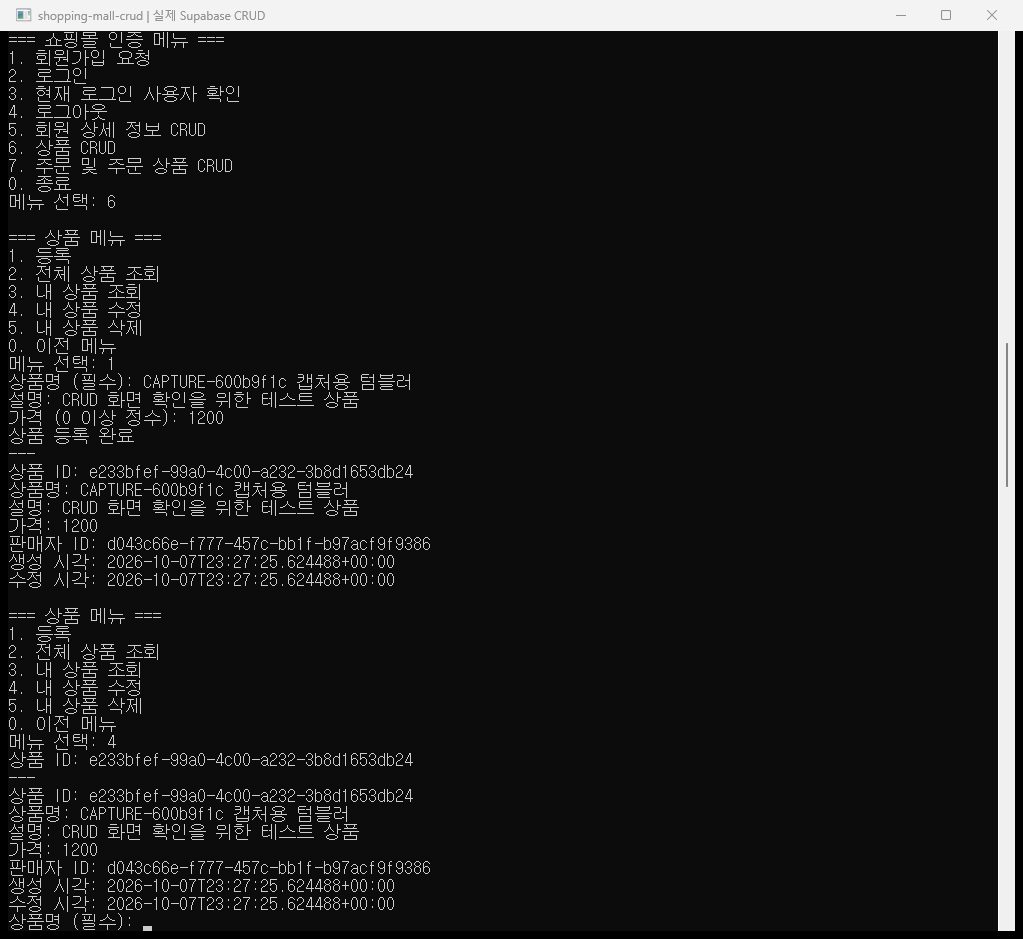 shopping-mall-crud | 실제 Supabase CRUD
=== 쇼핑몰 인증 메뉴 ===
1. 회원가입 요청
2. 로그인
3. 현재 로그인 사용자 확인
4. 로그아웃
5. 회원 상세 정보 CRUD
6. 상품 CRUD
7. 주문 및 주문 상품 CRUD
0. 종료
메뉴 선택: 6
=== 상품 메뉴 ===
1. 등록
2. 전체 상품 조회
3. 내 상품 조회
4. 내 상품 수정
5. 내 상품 삭제
0. 이전 메뉴
메뉴 선택: 1
상품명 (필수): CAPTURE-600b9f1c 캡처용 텀블러
설명: CRUD 화면 확인을 위한 테스트 상품
가격 (0 이상 정수): 1200
상품 등록 완료
---
상품 ID: e233bfef-99a0-4c00-a232-3b8d1653db24
상품명: CAPTURE-600b9f1c 캡처용 텀블러
설명: CRUD 화면 확인을 위한 테스트 상품
가격: 1200
판매자 ID: d043c66e-f777-457c-bb1f-b97acf9f9386
생성 시각: 2026-10-07T23:27:25.624488+00:00
수정 시각: 2026-10-07T23:27:25.624488+00:00
=== 상품 메뉴 ===
1. 등록
2. 전체 상품 조회
3. 내 상품 조회
4. 내 상품 수정
5. 내 상품 삭제
0. 이전 메뉴
메뉴 선택: 4
상품 ID: e233bfef-99a0-4c00-a232-3b8d1653db24
---
상품 ID: e233bfef-99a0-4c00-a232-3b8d1653db24
상품명: CAPTURE-600b9f1c 캡처용 텀블러
설명: CRUD 화면 확인을 위한 테스트 상품
가격: 1200
판매자 ID: d043c66e-f777-457c-bb1f-b97acf9f9386
생성 시각: 2026-10-07T23:27:25.624488+00:00
수정 시각: 2026-10-07T23:27:25.624488+00:00
상품명 (필수):